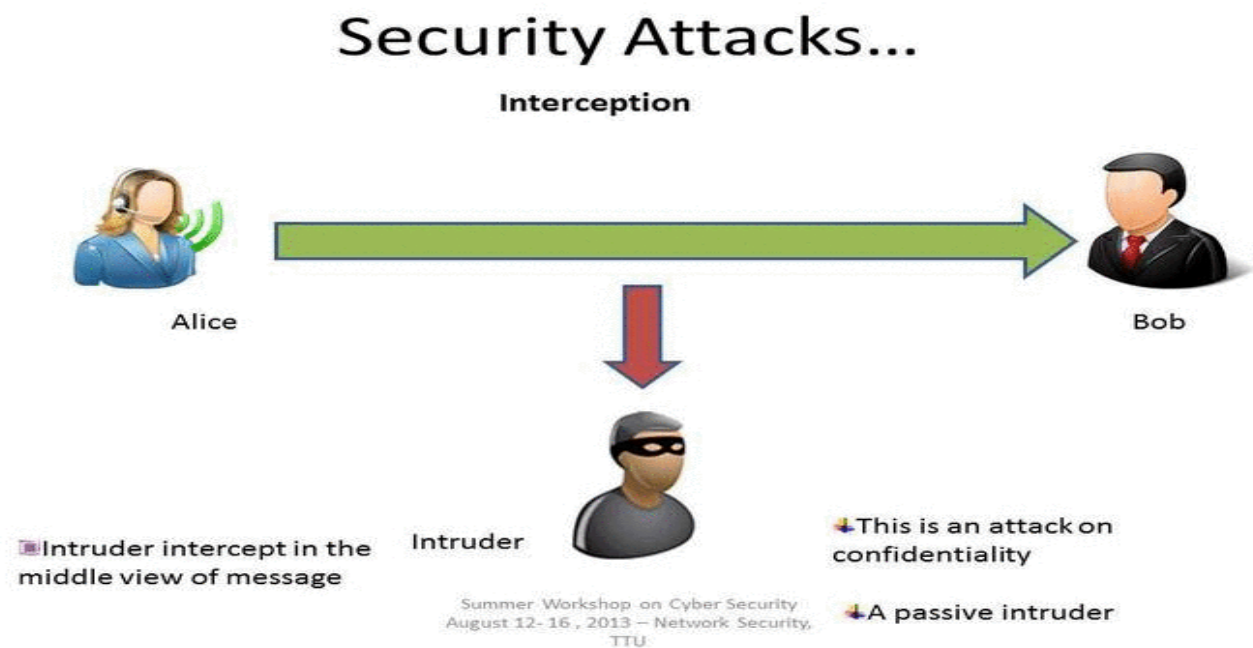 Security Attacks...
Interception
Alice
Bob
Intruder intercept in the
middle view of message
Intruder
This is an attack on
confidentiality
A passive intruder
Summer Workshop on Cyber Security
August 12- 16 , 2013 – Network Security,
TTU